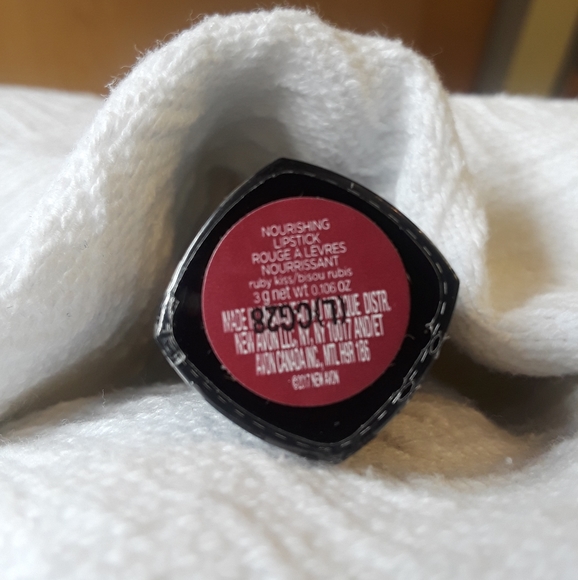 NOURISHING
LIPSTICK
ROUGE À LÈVRES
NOURRISSANT
ruby kiss/bisou rubis
3 g net wt 0.106 OZ
MADE DISTR.
NEW AVON LLC, NY, NY 10017 AND/ET
AVON CANADA INC, MTL H9R 1B6
©2017 NEW AVON